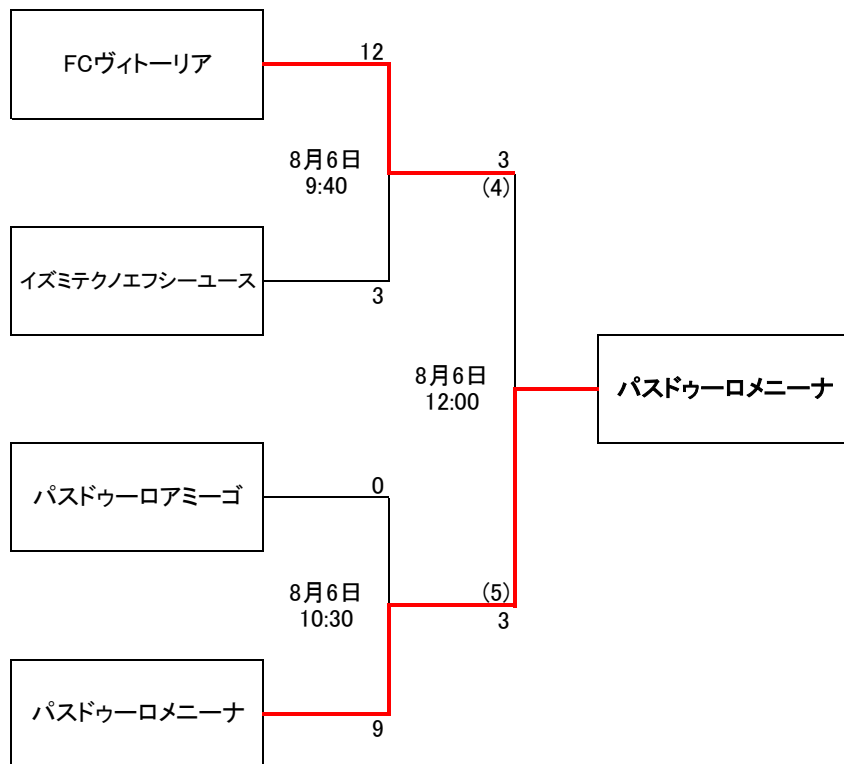 FCヴィトーリア
12
8月6日
9:40
3
(4)
イズミテクノエフシーユース
3
8月6日
12:00
パスドゥーロメニーナ
パスドゥーロアミーゴ
0
8月6日
10:30
(5)
3
パスドゥーロメニーナ
9